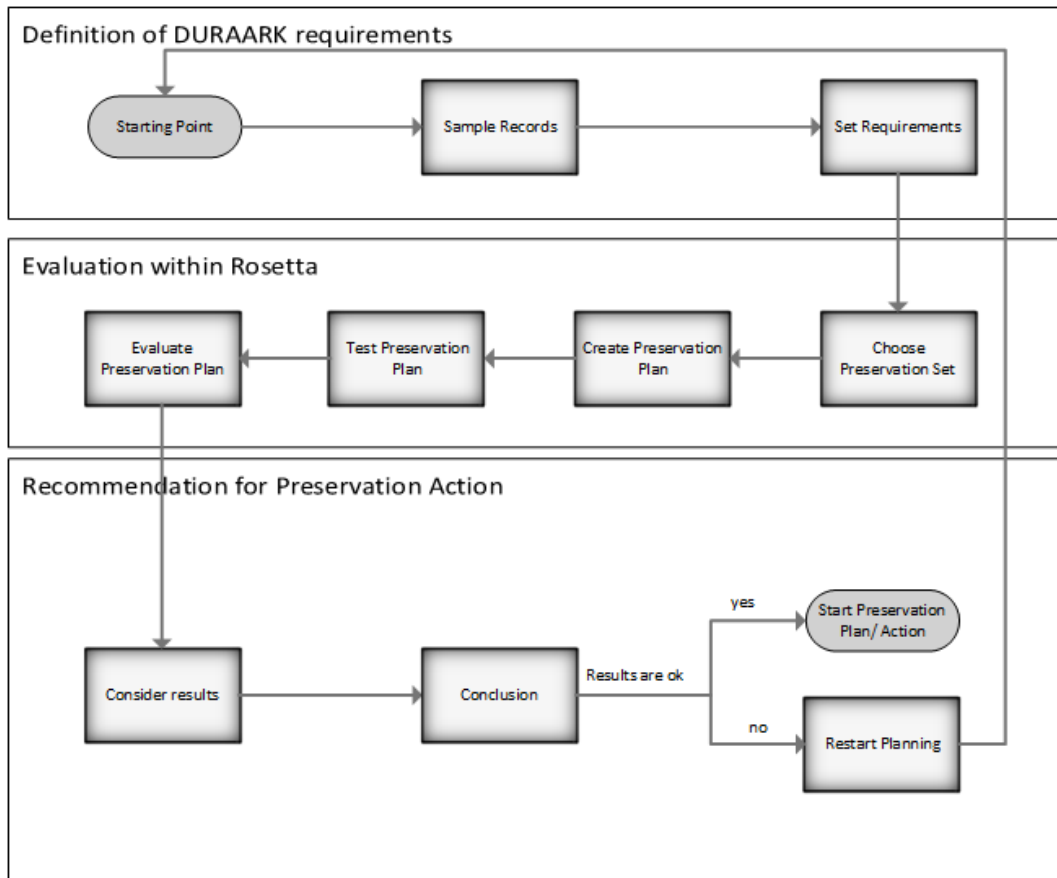 Definition of DURAARK requirements
Starting Point
Sample Records
Set Requirements
Evaluation within Rosetta
Evaluate
Preservation Plan
Test Preservation
Plan
Create Preservation
Plan
Choose
Preservation Set
Recommendation for Preservation Action
Consider results
Conclusion
Results are ok
yes
Start Preservation
Plan/ Action
no
Restart Planning